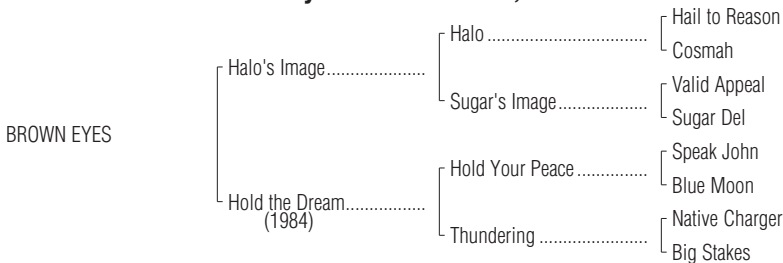 Hail to Reason
Halo ................................
Cosmah
Halo's Image.....................
Valid Appeal
Sugar's Image..................
Sugar Del
BROWN EYES
Speak John
Hold Your Peace ..............
Blue Moon
Hold the Dream.................
(1984)
Native Charger
Thundering ......................
Big Stakes